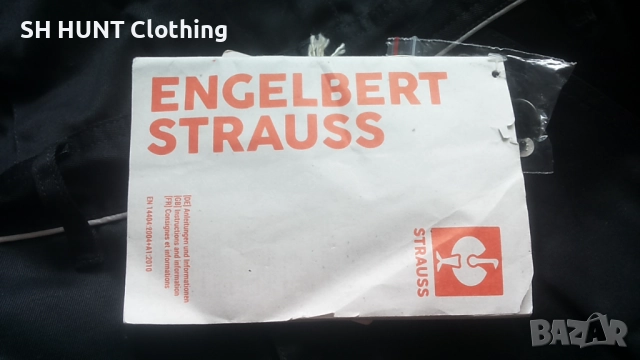 SH HUNT Clothing
ENGELBERT
STRAUSS
[DE] Anleitungen und Informationen
[GB] Instructions and information
[FR] Consignes et informations
EN 14404:2004+A1:2010
STRAUSS
BAZAR